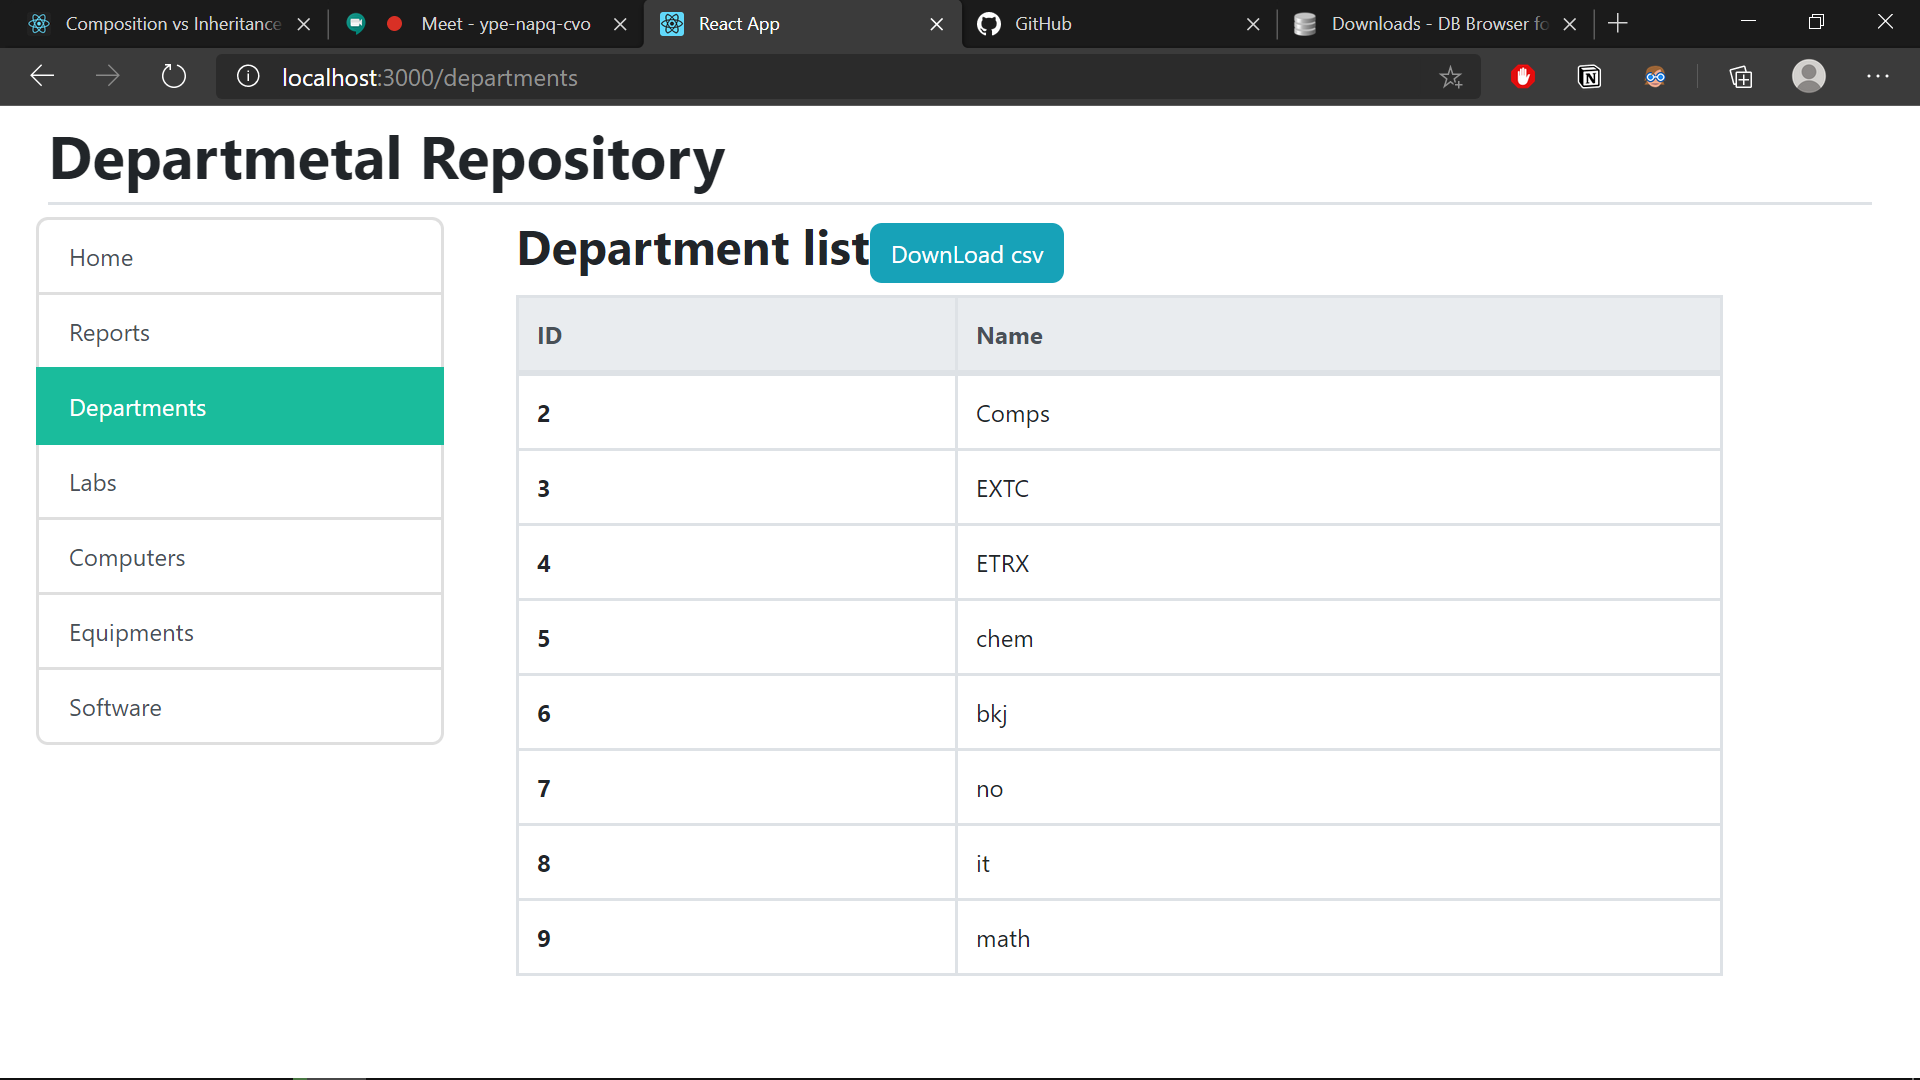 Composition vs Inheritance
Meet - ype-napq-cvo
React App
GitHub
Downloads - DB Browser fo
localhost:3000/departments
Departmetal Repository
Home
Reports
Departments
Labs
Computers
Equipments
Software
Department list
DownLoad csv
ID Name
2 Comps
3 EXTC
4 ETRX
5 chem
6 bkj
7 no
8 it
9 math